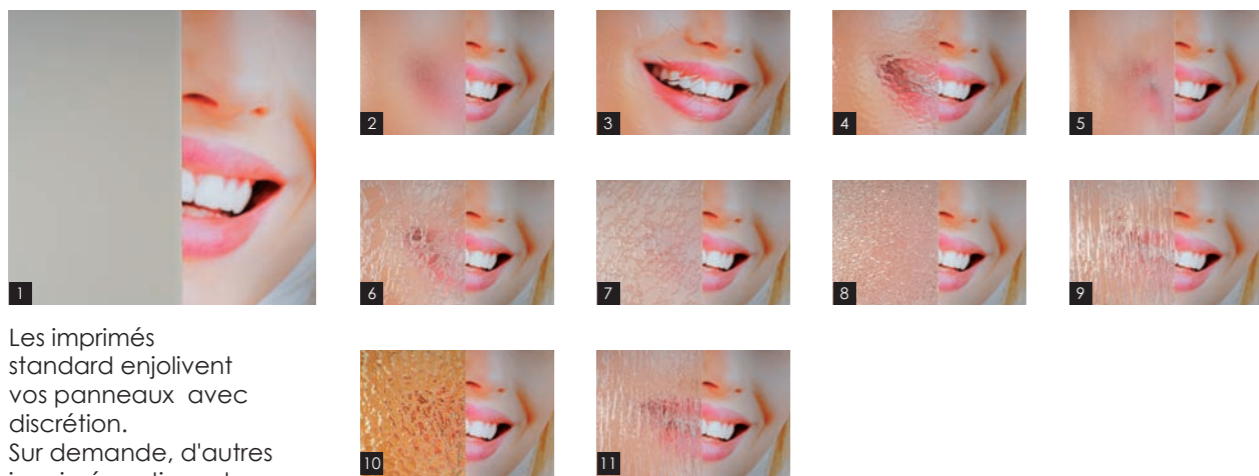 1
2
3
4
5
6
7
8
9
10
11
Les imprimés
standard enjolivent
vos panneaux  avec
discrétion.
Sur demande, d'autres